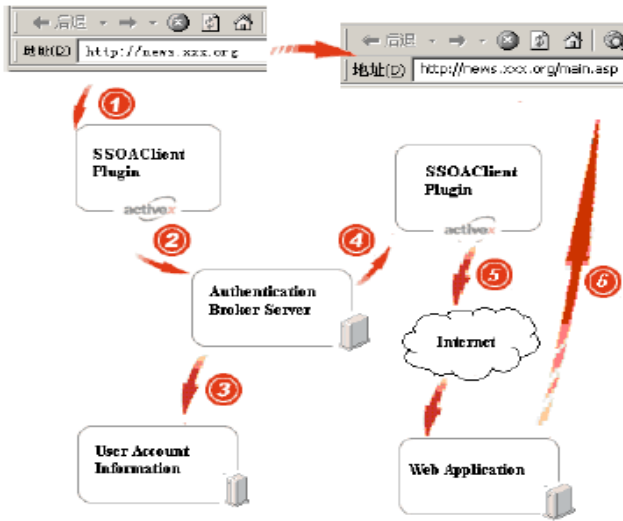 后退
地址(D) http://news.xxx.org
后退
地址(D) http://news.xxx.org/main.asp
1
SSOAClient
Plugin
activex
SSOAClient
Plugin
activex
2
4
5
6
Authentication
Broker Server
Internet
3
User Account
Information
Web Application